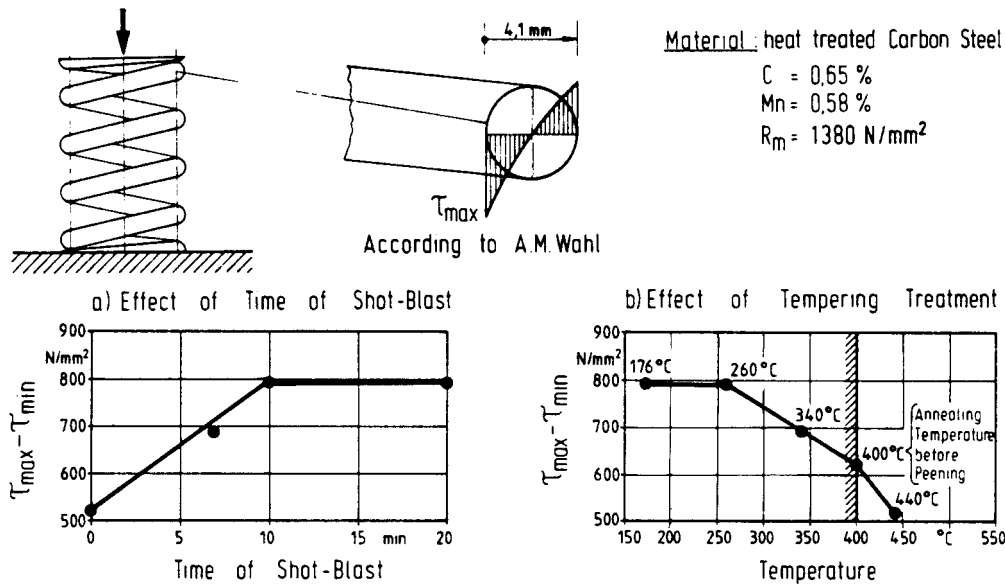 4,1 mm
Material : heat treated Carbon Steel
C = 0,65 %
Mn = 0,58 %
Rm = 1380 N/mm²
τmax
According to A.M. Wahl
a) Effect of Time of Shot-Blast
900
N/mm²
800
700
600
500
τmax - τmin
0 5 10 min 15 20
Time of Shot-Blast
b) Effect of Tempering Treatment
900
N/mm²
800
700
600
500
τmax - τmin
176°C
260°C
340°C
400°C
440°C
Annealing
Temperature
before
Peening
150 200 250 300 350 400 450 °C 550
Temperature